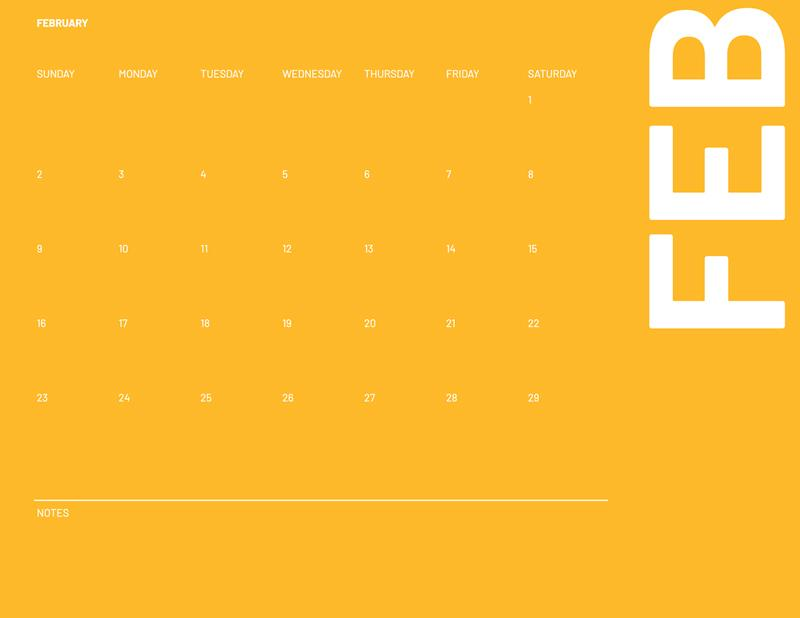 FEBRUARY
FEB
SUNDAY MONDAY TUESDAY WEDNESDAY THURSDAY FRIDAY SATURDAY
1
2 3 4 5 6 7 8
9 10 11 12 13 14 15
16 17 18 19 20 21 22
23 24 25 26 27 28 29
NOTES